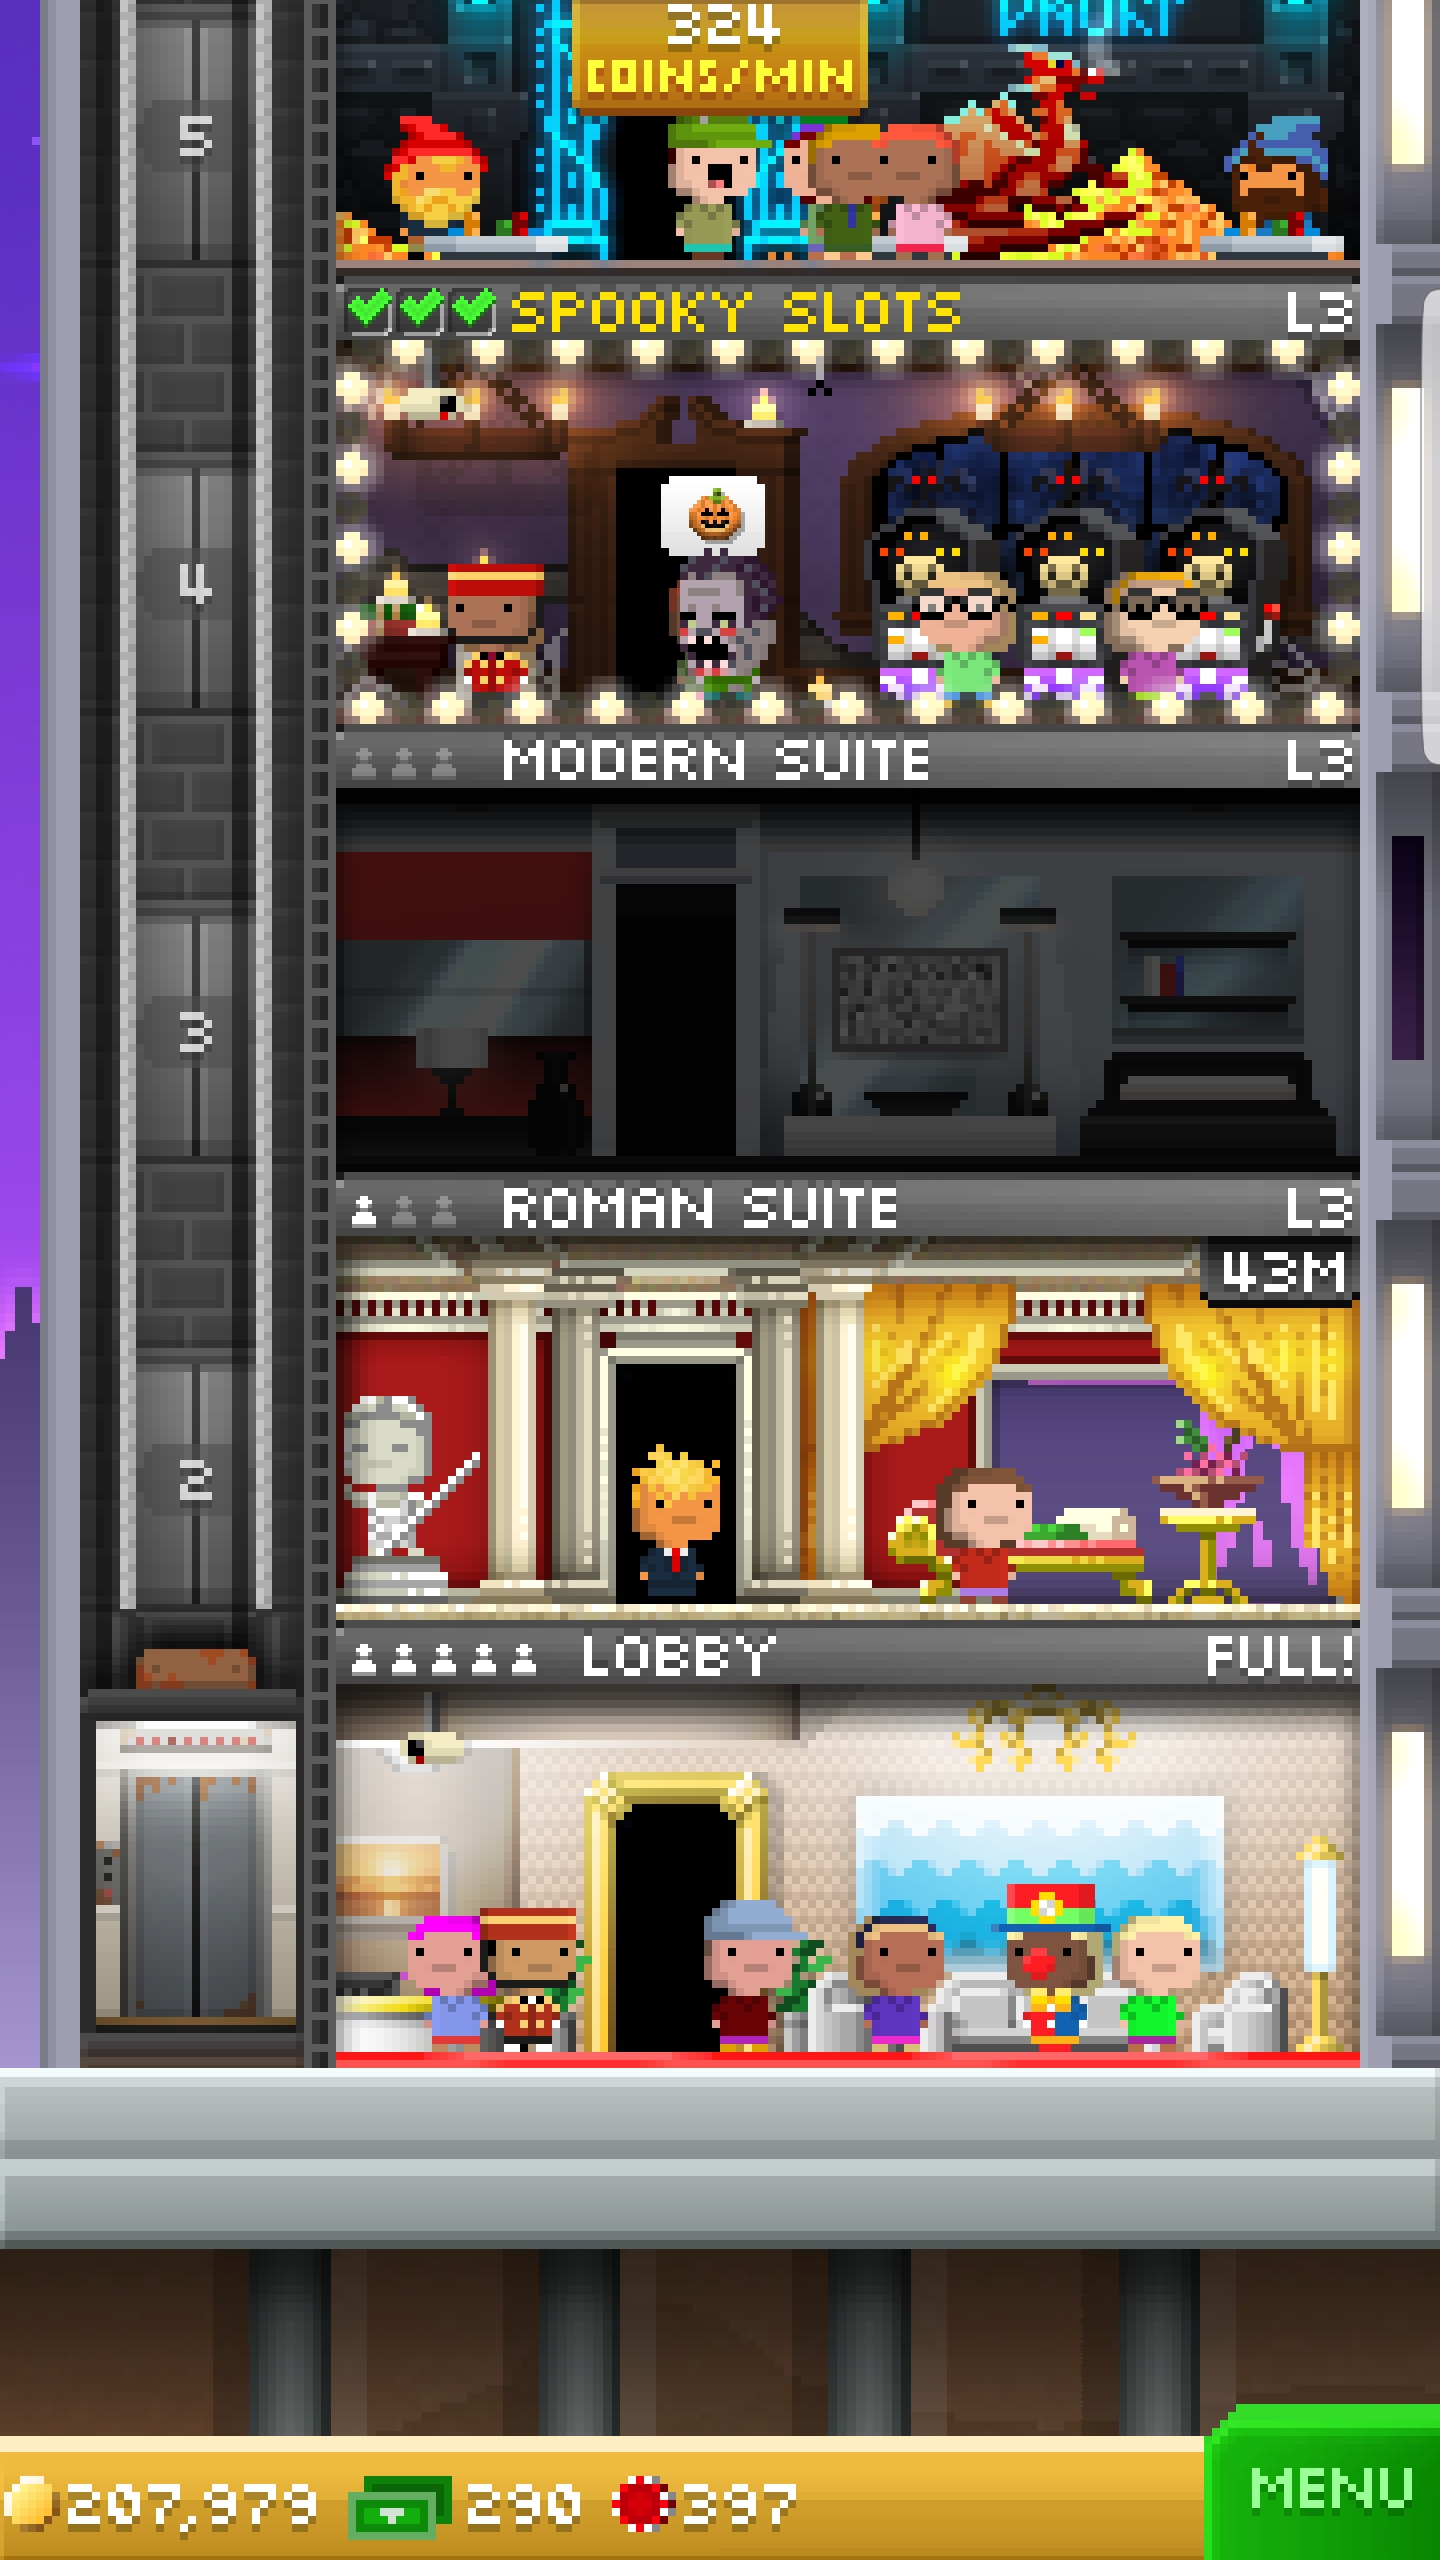 324
COINS/MIN
5
SPOOKY SLOTS L3
4
MODERN SUITE L3
3
ROMAN SUITE L3
43M
2
LOBBY FULL!
207,979 290 397
MENU